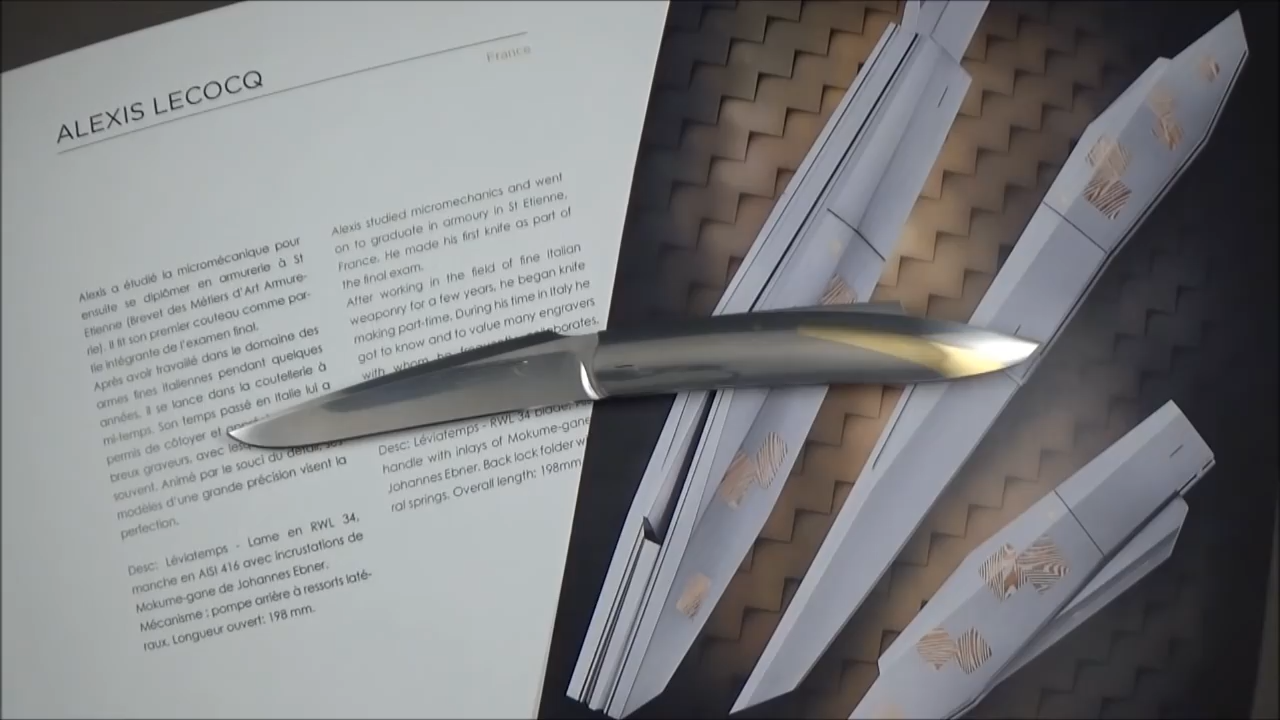 ALEXIS LECOCQ
France
Alexis a étudié la micromécanique pour
ensuite se diplômer en armurerie à St
Etienne (Brevet des Métiers d'Art Armure-
rie). Il fit son premier couteau comme par-
tie intégrante de l'examen final.
Après avoir travaillé dans le domaine des
armes fines italiennes pendant quelques
années, il se lance dans la coutellerie à
mi-temps. Son temps passé en Italie lui a
permis de côtoyer et
breux graveurs, avec
souvent. Animé par le souci du détail, ses
modèles d'une grande précision visent la
perfection.
Desc: Léviatemps - Lame en RWL 34,
manche en AISI 416 avec incrustations de
Mokume-gane de Johannes Ebner.
Mécanisme : pompe arrière à ressorts laté-
raux. Longueur ouvert: 198 mm.
Alexis studied micromechanics and went
on to graduate in armoury in St Etienne,
France. He made his first knife as part of
the final exam.
After working in the field of fine Italian
weaponry for a few years, he began knife
making part-time. During his time in Italy he
got to know and to value many engravers
with whom he
Desc: Léviatemps - RWL 34 blade,
handle with inlays of Mokume-gane
Johannes Ebner. Back lock folder w
ral springs. Overall length: 198mm